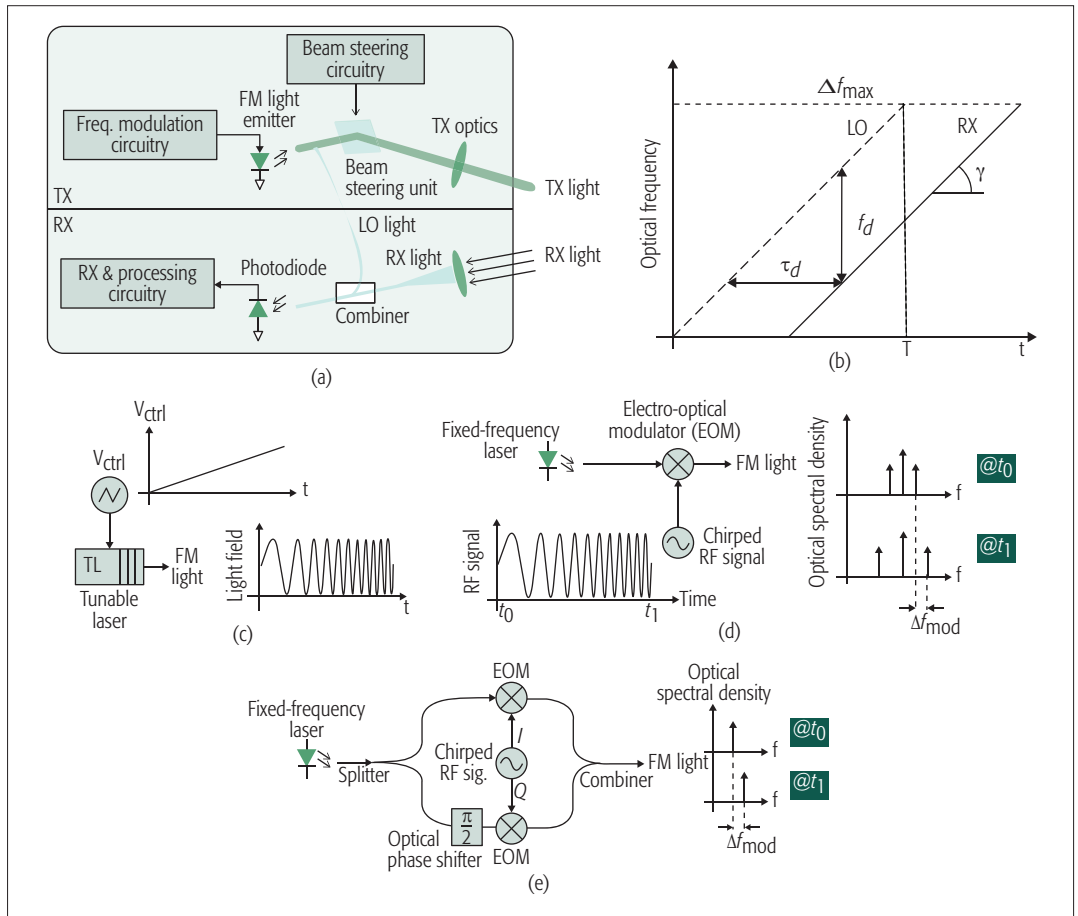 Beam steering
circuitry
FM light
emitter
Freq. modulation
circuitry
TX optics
Beam
steering unit
TX light
TX
RX
LO light
RX light
RX light
Photodiode
RX & processing
circuitry
Combiner
(a)
Optical frequency
Δfmax
LO
RX
γ
fd
τd
T
t
(b)
Vctrl
Vctrl
t
TL
FM
light
Tunable
laser
Light field
t
(c)
Fixed-frequency
laser
Electro-optical
modulator (EOM)
FM light
Chirped
RF signal
RF signal
t0
t1
Time
(d)
Optical spectral density
f
@t0
@t1
f
Δfmod
Fixed-frequency
laser
Splitter
EOM
I
Chirped
RF sig.
Q
π/2
Optical
phase shifter
EOM
Combiner
FM light
Optical
spectral density
@t0
f
@t1
f
Δfmod
(e)